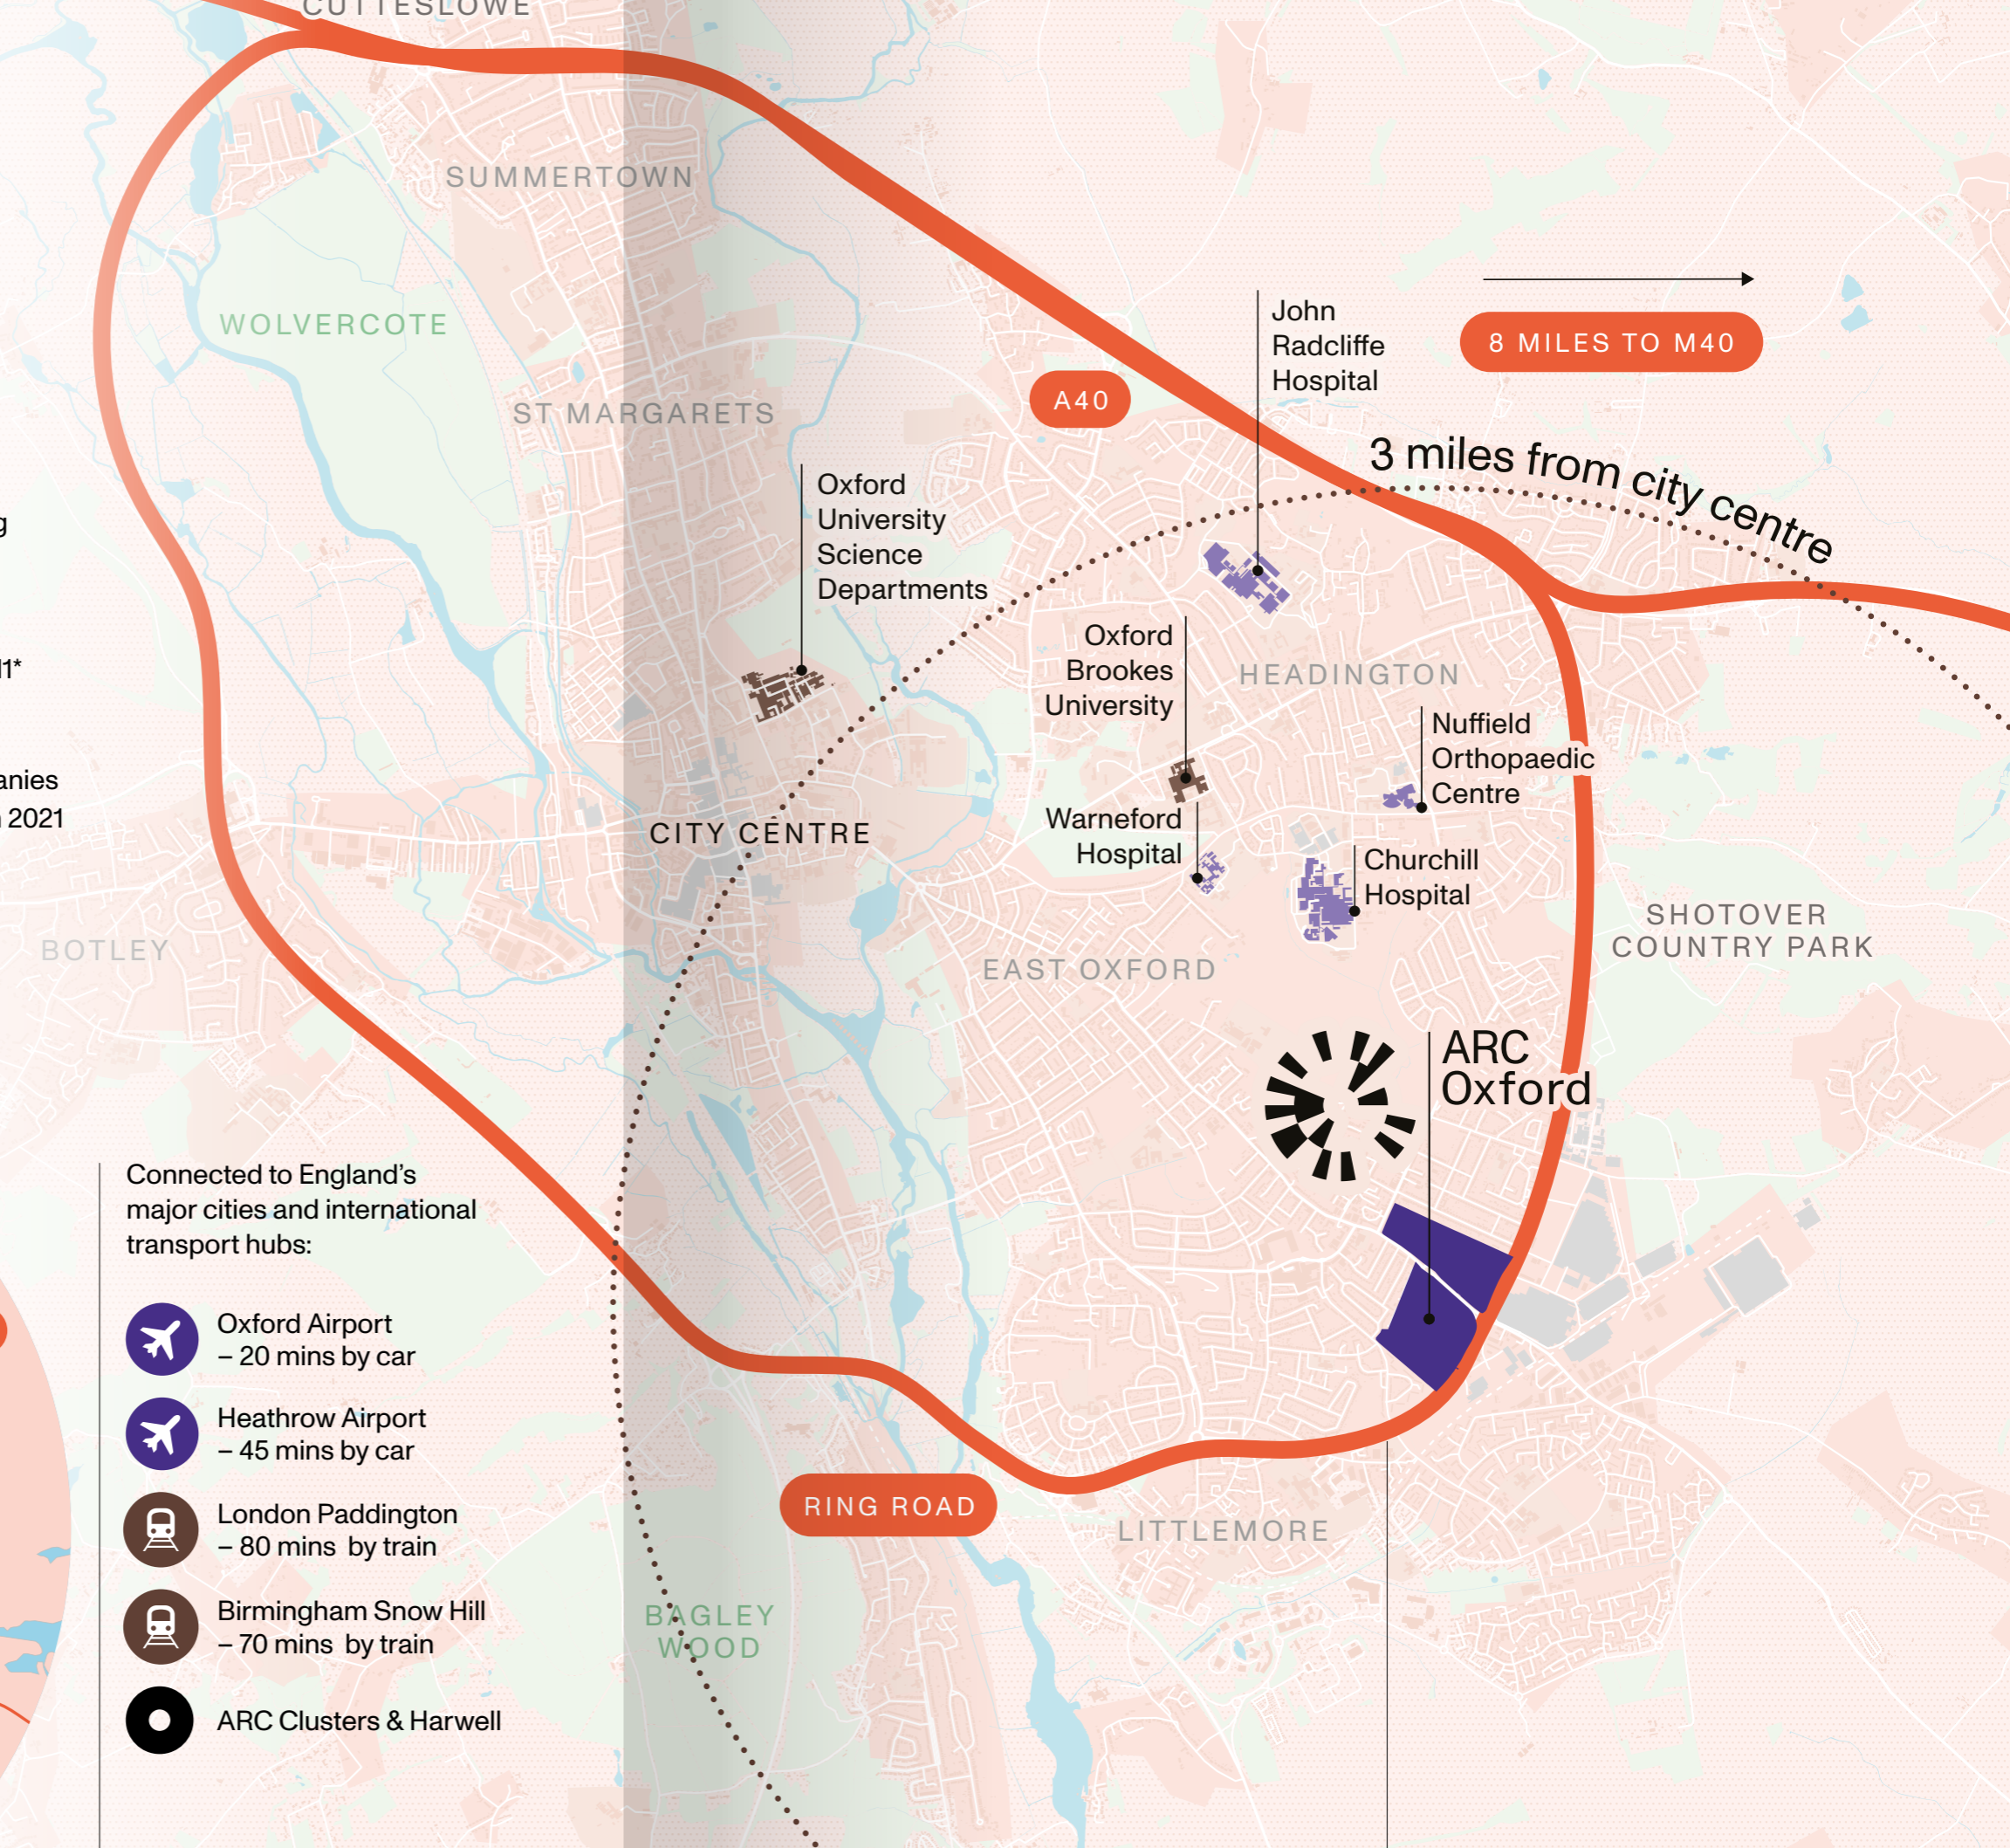 CUTTESLOWE
SUMMERTOWN
WOLVERCOTE
ST MARGARETS
A40
John
Radcliffe
Hospital
8 MILES TO M40
3 miles from city centre
Oxford
University
Science
Departments
Oxford
Brookes
University
HEADINGTON
Nuffield
Orthopaedic
Centre
CITY CENTRE
Warneford
Hospital
Churchill
Hospital
2021
BOTLEY
EAST OXFORD
SHOTOVER
COUNTRY PARK
ARC
Oxford
Connected to England’s
major cities and international
transport hubs:
Oxford Airport
– 20 mins by car
Heathrow Airport
– 45 mins by car
London Paddington
– 80 mins by train
Birmingham Snow Hill
– 70 mins by train
ARC Clusters & Harwell
RING ROAD
LITTLEMORE
BAGLEY
WOOD